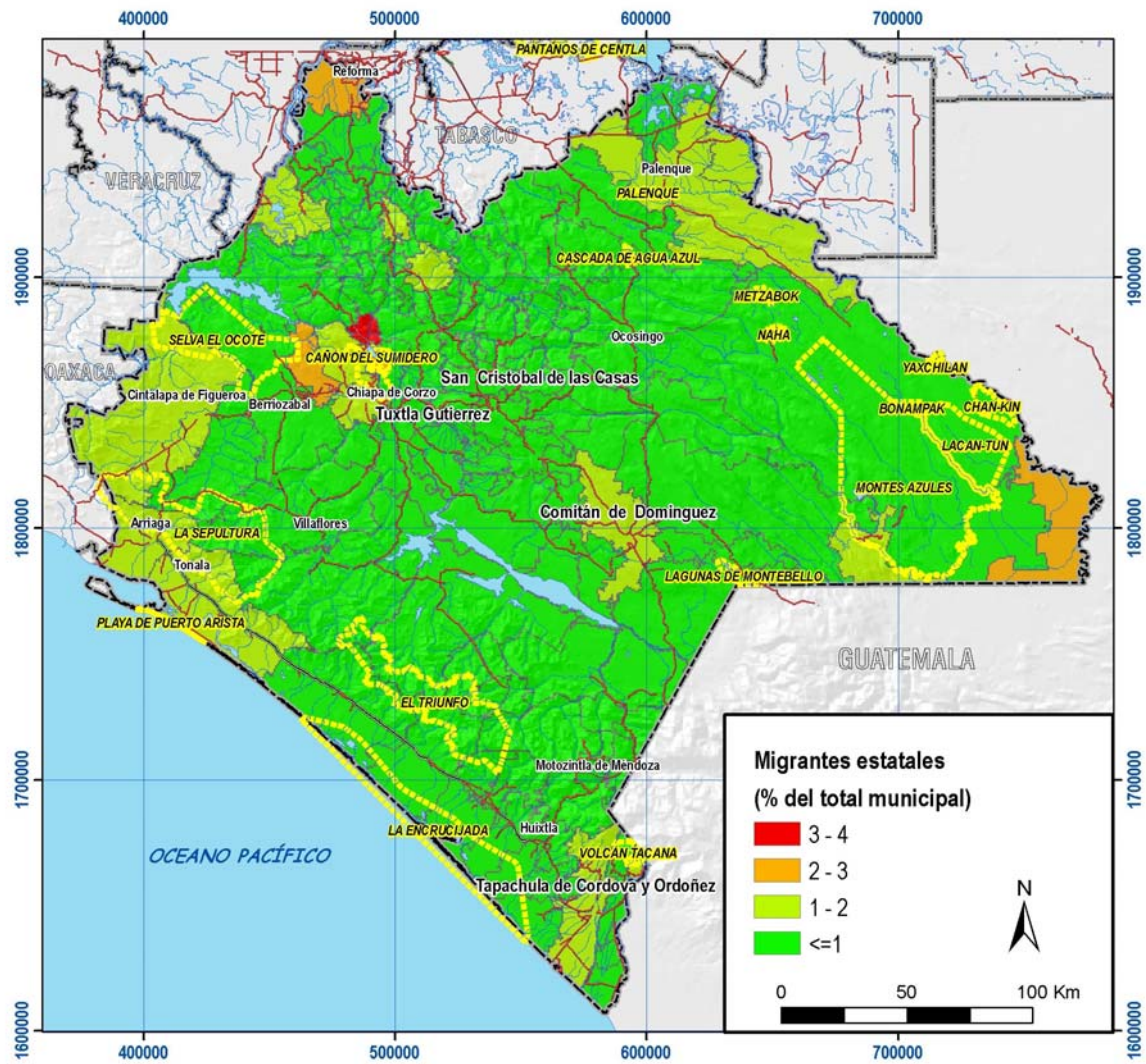 400000
500000
600000
700000
PANTANOS DE CENTLA
Reforma
TABASCO
VERACRUZ
Palenque
PALENQUE
CASCADA DE AGUA AZUL
1900000
1900000
METZABOK
SELVA EL OCOTE
NAHA
Ocosingo
CAÑON DEL SUMIDERO
YAXCHILAN
OAXACA
San Cristobal de las Casas
Cintalapa de Figueroa
Chiapa de Corzo
Berriozabal
BONAMPAK
CHAN-KIN
Tuxtla Gutierrez
LACAN-TUN
MONTES AZULES
Comitán de Dominguez
Arriaga
LA SEPULTURA
Villaflores
1800000
1800000
Tonala
LAGUNAS DE MONTEBELLO
PLAYA DE PUERTO ARISTA
GUATEMALA
EL TRIUNFO
Motozintla de Mendoza
1700000
1700000
LA ENCRUCIJADA
Huixtla
OCEANO PACÍFICO
VOLCAN TACANA
Tapachula de Cordova y Ordoñez
Migrantes estatales
(% del total municipal)
3 - 4
2 - 3
1 - 2
<=1
N
0 50 100 Km
1600000
1600000
400000
500000
600000
700000